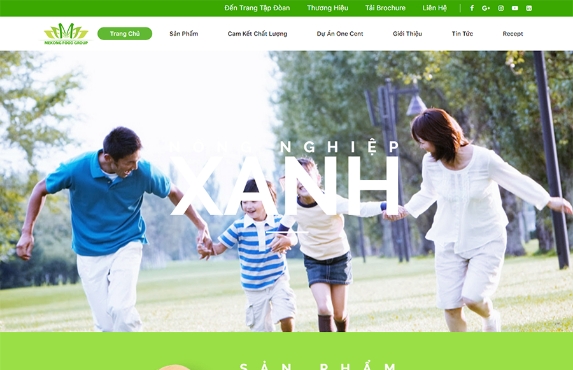 Đến Trang Tập Đoàn Thương Hiệu Tải Brochure Liên Hệ
MEKONG FOOD GROUP
Trang Chủ Sản Phẩm Cam Kết Chất Lượng Dự Án One Cent Giới Thiệu Tin Tức Recept
NÔNG NGHIỆP
XANH
SẢN PHẨM